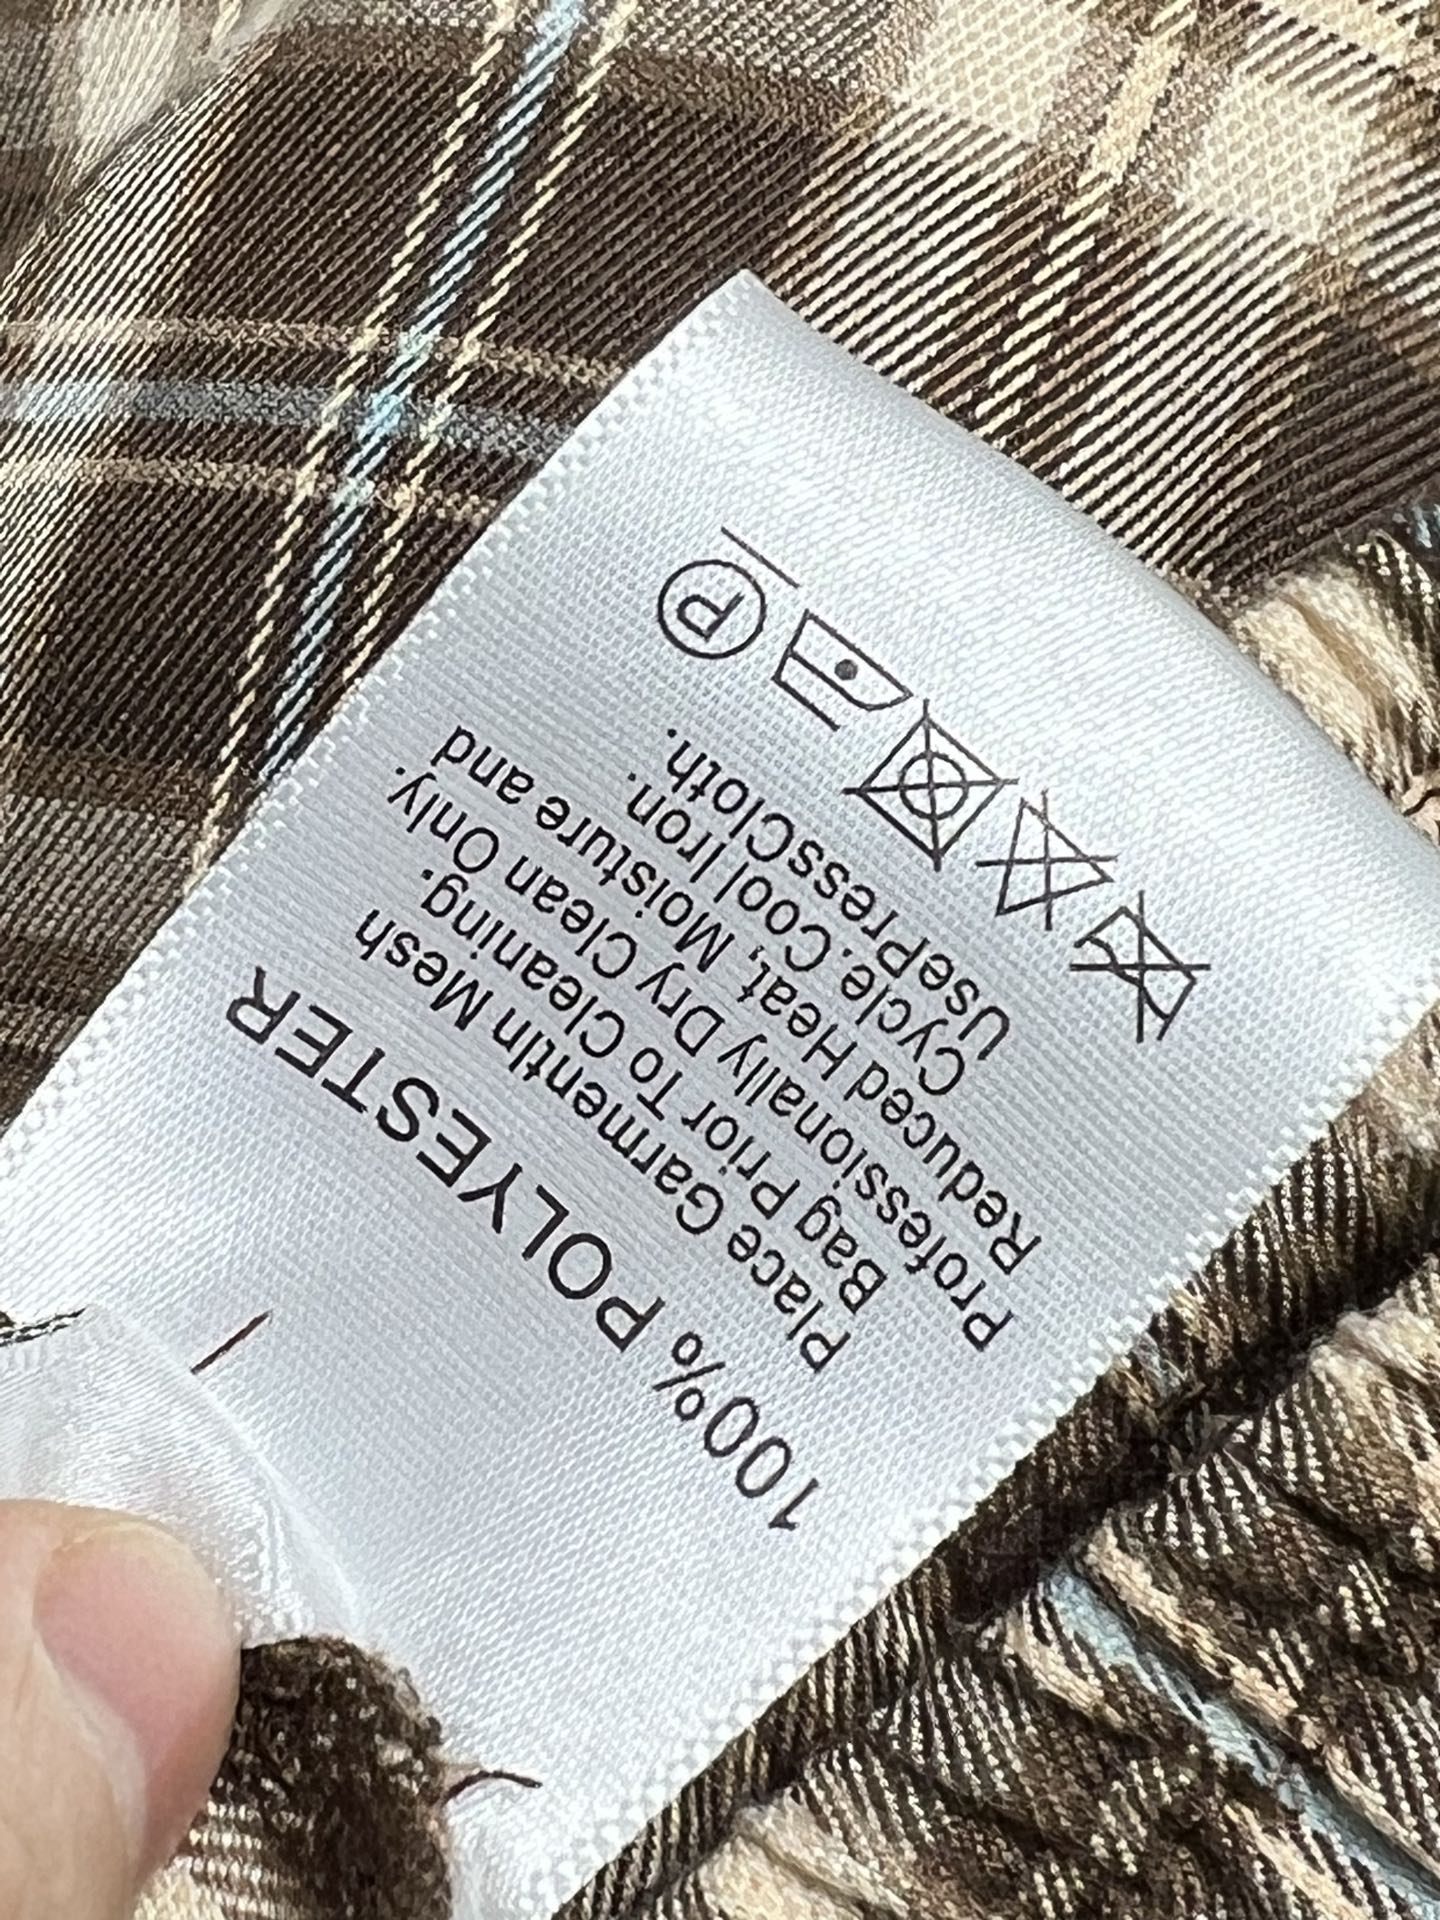 100% POLYESTER
Place GarmentIn Mesh
Bag Prior To Cleaning.
Professionally Dry Clean Only.
Reduced Heat, Moisture and
Cycle.Cool Iron.
UsePressCloth.
P